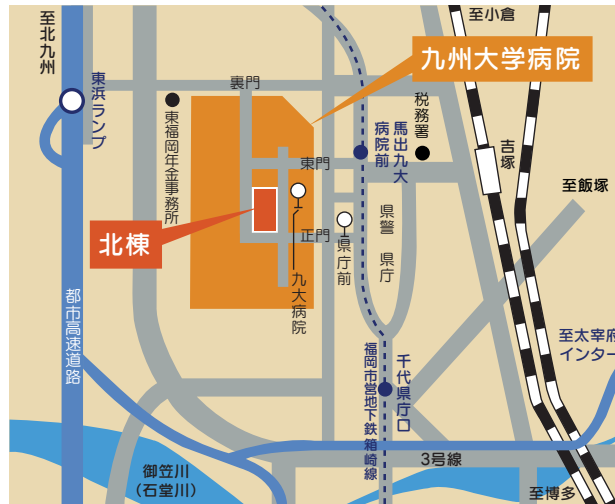 至小倉
至北九州
九州大学病院
裏門
東浜ランプ
東福岡年金事務所
馬出九大
病院前
税務署
吉塚
東門
至飯塚
北棟
正門
県庁前
県警
県庁
九大病院
都市高速道路
至太宰府
インター
福岡市営地下鉄 箱崎線
千代県庁口
3号線
御笠川
(石堂川)
至博多